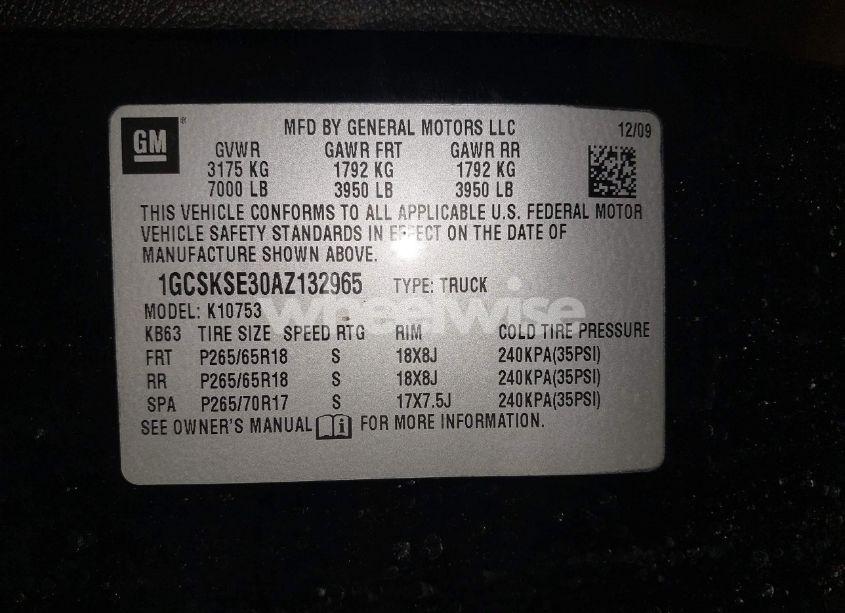 GM®
MFD BY GENERAL MOTORS LLC 12/09
GVWR GAWR FRT GAWR RR
3175 KG 1792 KG 1792 KG
7000 LB 3950 LB 3950 LB
THIS VEHICLE CONFORMS TO ALL APPLICABLE U.S. FEDERAL MOTOR
VEHICLE SAFETY STANDARDS IN EFFECT ON THE DATE OF
MANUFACTURE SHOWN ABOVE.
1GCSKSE30AZ132965 TYPE: TRUCK
wheelwise
MODEL: K10753
KB63 TIRE SIZE SPEED RTG RIM COLD TIRE PRESSURE
FRT P265/65R18 S 18X8J 240KPA(35PSI)
RR P265/65R18 S 18X8J 240KPA(35PSI)
SPA P265/70R17 S 17X7.5J 240KPA(35PSI)
SEE OWNER'S MANUAL i FOR MORE INFORMATION.